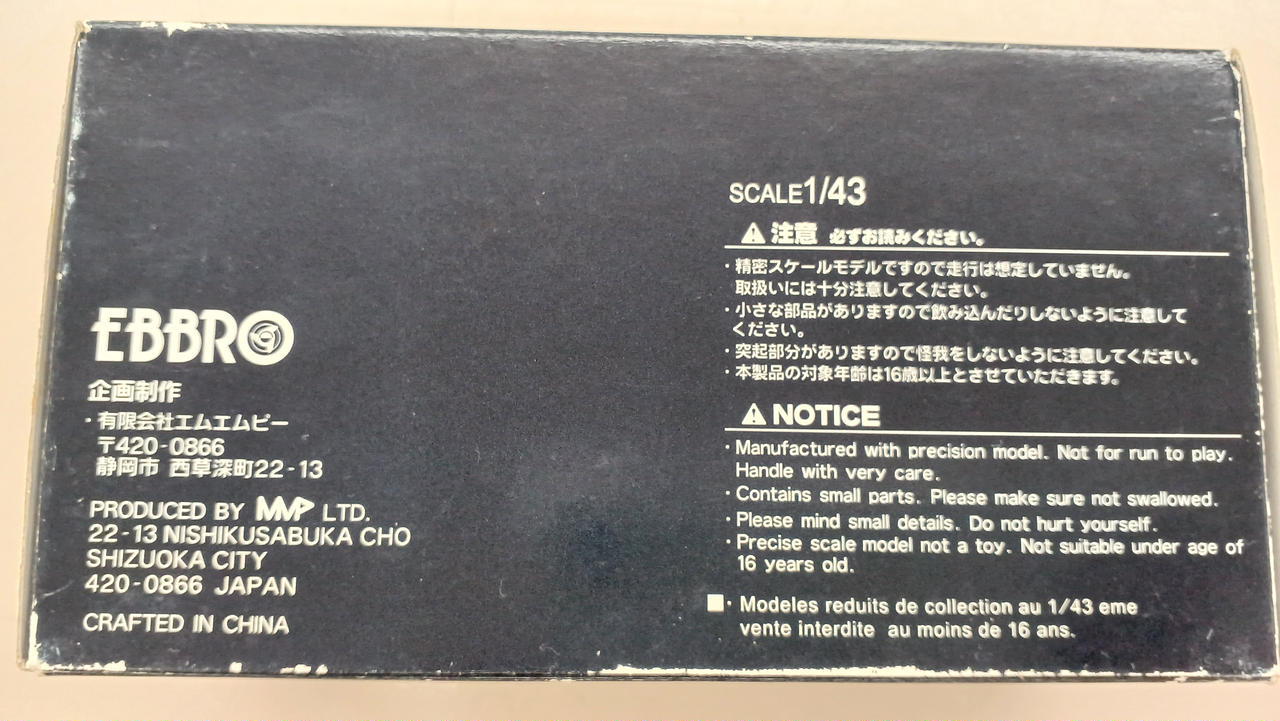 EBBRO
企画制作
・有限会社エムエムピー
〒420-0866
静岡市 西草深町22-13
PRODUCED BY MMP LTD.
22-13 NISHIKUSABUKA CHO
SHIZUOKA CITY
420-0866 JAPAN
CRAFTED IN CHINA
SCALE1/43
⚠注意 必ずお読みください。
・精密スケールモデルですので走行は想定していません。
取扱いには十分注意してください。
・小さな部品がありますので飲み込んだりしないように注意して
ください。
・突起部分がありますので怪我をしないように注意してください。
・本製品の対象年齢は16歳以上とさせていただきます。
⚠NOTICE
・Manufactured with precision model. Not for run to play.
Handle with very care.
・Contains small parts. Please make sure not swallowed.
・Please mind small details. Do not hurt yourself.
・Precise scale model not a toy. Not suitable under age of
16 years old.
■・Modeles reduits de collection au 1/43 eme
vente interdite au moins de 16 ans.